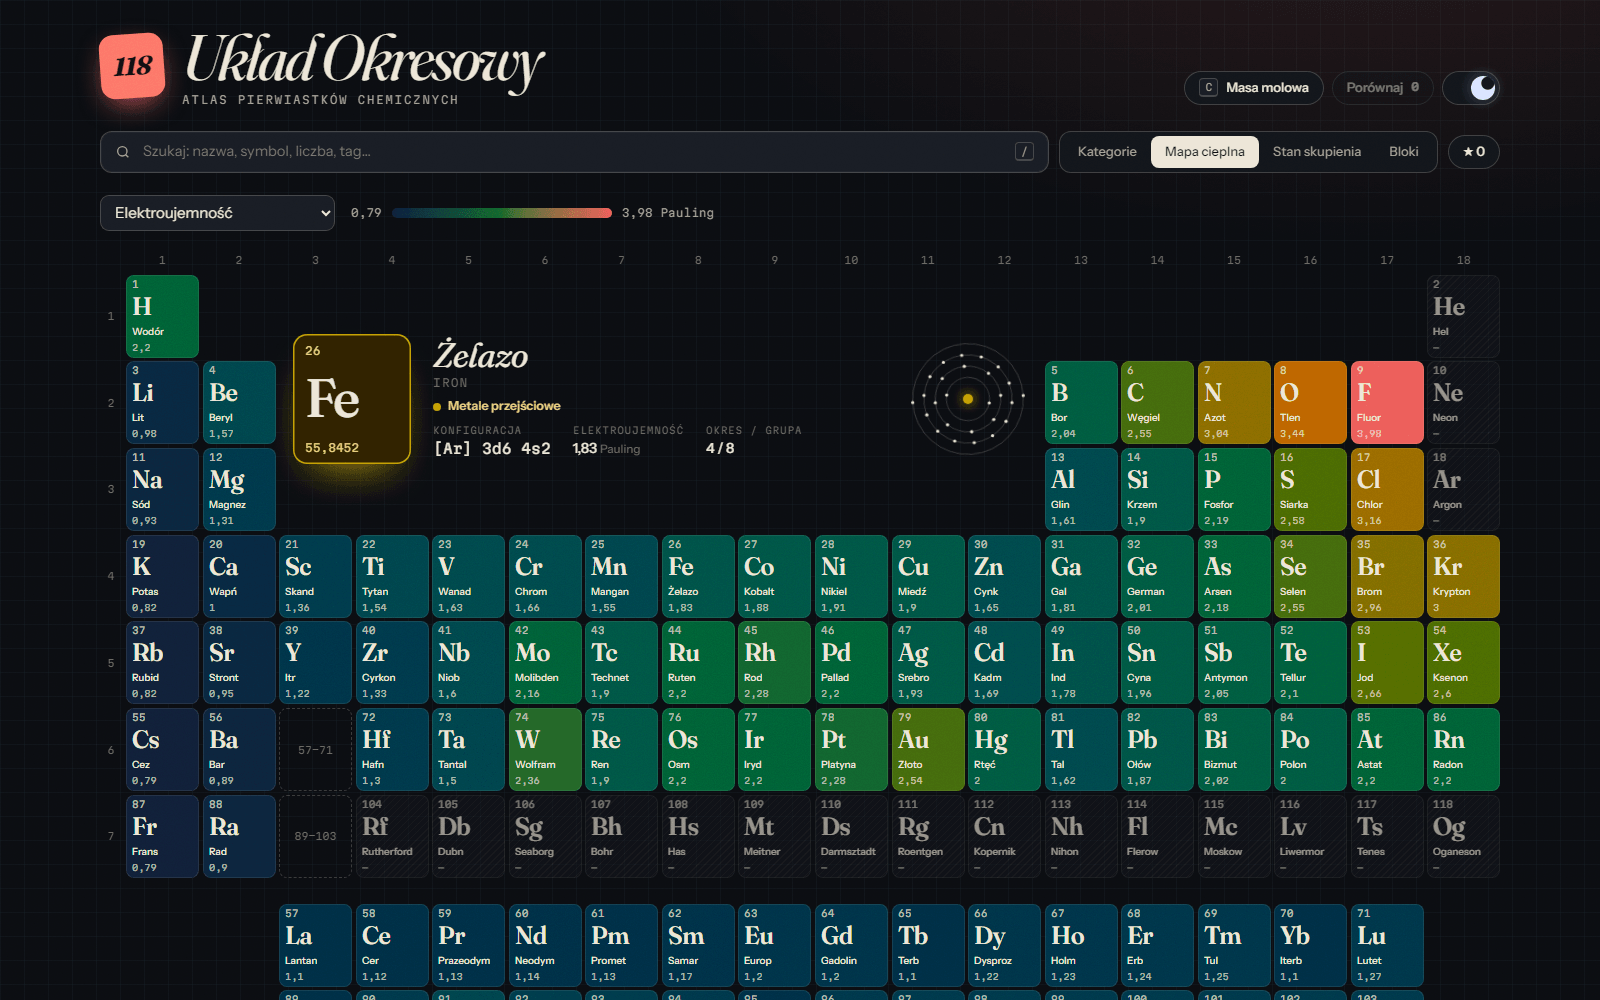 118
Układ Okresowy
ATLAS PIERWIASTKÓW CHEMICZNYCH
C Masa molowa Porównaj 0
Szukaj: nazwa, symbol, liczba, tag... /
Kategorie Mapa cieplna Stan skupienia Bloki ★ 0
Elektroujemność 0,79 3,98 Pauling
1 2 3 4 5 6 7 8 9 10 11 12 13 14 15 16 17 18
1
1 2
H He
Wodór Hel
2,2 –
26
Fe
55,8452
Żelazo
IRON
Metale przejściowe
KONFIGURACJA ELEKTROUJEMNOŚĆ OKRES / GRUPA
[Ar] 3d6 4s2 1,83 Pauling 4/8
2
3 4 5 6 7 8 9 10
Li Be B C N O F Ne
Lit Beryl Bor Węgiel Azot Tlen Fluor Neon
0,98 1,57 2,04 2,55 3,04 3,44 3,98 –
3
11 12 13 14 15 16 17 18
Na Mg Al Si P S Cl Ar
Sód Magnez Glin Krzem Fosfor Siarka Chlor Argon
0,93 1,31 1,61 1,9 2,19 2,58 3,16 –
4
19 20 21 22 23 24 25 26 27 28 29 30 31 32 33 34 35 36
K Ca Sc Ti V Cr Mn Fe Co Ni Cu Zn Ga Ge As Se Br Kr
Potas Wapń Skand Tytan Wanad Chrom Mangan Żelazo Kobalt Nikiel Miedź Cynk Gal German Arsen Selen Brom Krypton
0,82 1 1,36 1,54 1,63 1,66 1,55 1,83 1,88 1,91 1,9 1,65 1,81 2,01 2,18 2,55 2,96 3
5
37 38 39 40 41 42 43 44 45 46 47 48 49 50 51 52 53 54
Rb Sr Y Zr Nb Mo Tc Ru Rh Pd Ag Cd In Sn Sb Te I Xe
Rubid Stront Itr Cyrkon Niob Molibden Technet Ruten Rod Pallad Srebro Kadm Ind Cyna Antymon Tellur Jod Ksenon
0,82 0,95 1,22 1,33 1,6 2,16 1,9 2,2 2,28 2,2 1,93 1,69 1,78 1,96 2,05 2,1 2,66 2,6
6
55 56 72 73 74 75 76 77 78 79 80 81 82 83 84 85 86
Cs Ba 57–71 Hf Ta W Re Os Ir Pt Au Hg Tl Pb Bi Po At Rn
Cez Bar Hafn Tantal Wolfram Ren Osm Iryd Platyna Złoto Rtęć Tal Ołów Bizmut Polon Astat Radon
0,79 0,89 1,3 1,5 2,36 1,9 2,2 2,2 2,28 2,54 2 1,62 1,87 2,02 2 2,2 2,2
7
87 88 104 105 106 107 108 109 110 111 112 113 114 115 116 117 118
Fr Ra 89–103 Rf Db Sg Bh Hs Mt Ds Rg Cn Nh Fl Mc Lv Ts Og
Frans Rad Rutherford Dubn Seaborg Bohr Has Meitner Darmsztadt Roentgen Kopernik Nihon Flerow Moskow Liwermor Tenes Oganeson
0,79 0,9 – – – – – – – – – – – – – – –
57 58 59 60 61 62 63 64 65 66 67 68 69 70 71
La Ce Pr Nd Pm Sm Eu Gd Tb Dy Ho Er Tm Yb Lu
Lantan Cer Prazeodym Neodym Promet Samar Europ Gadolin Terb Dysproz Holm Erb Tul Iterb Lutet
1,1 1,12 1,13 1,14 1,13 1,17 1,2 1,2 1,1 1,22 1,23 1,24 1,25 1,1 1,27
89 90 91 92 93 94 95 96 97 98 99 100 101 102 103